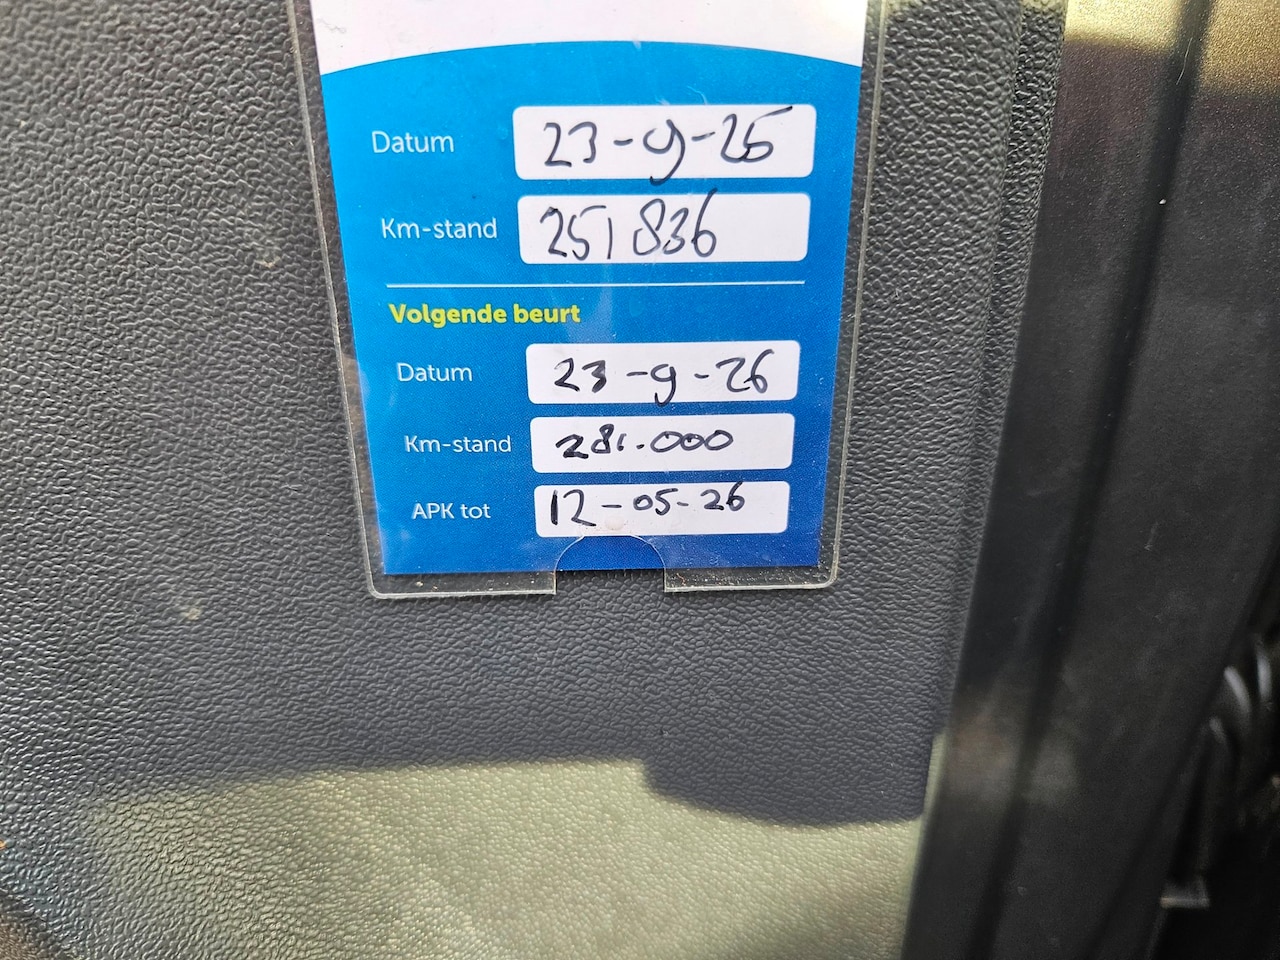 Datum 23-9-25
Km-stand 251836
Volgende beurt
Datum 23-9-26
Km-stand 281.000
APK tot 12-05-26